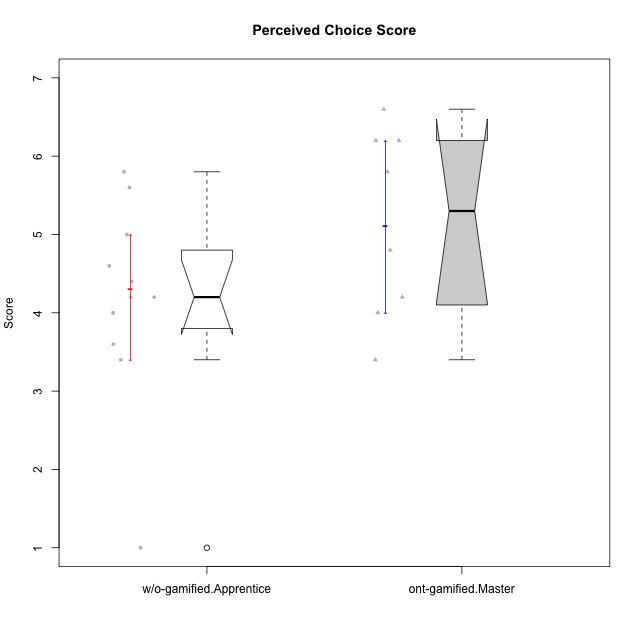 Perceived Choice Score
7
6
5
4
3
2
1
Score
w/o-gamified.Apprentice
ont-gamified.Master